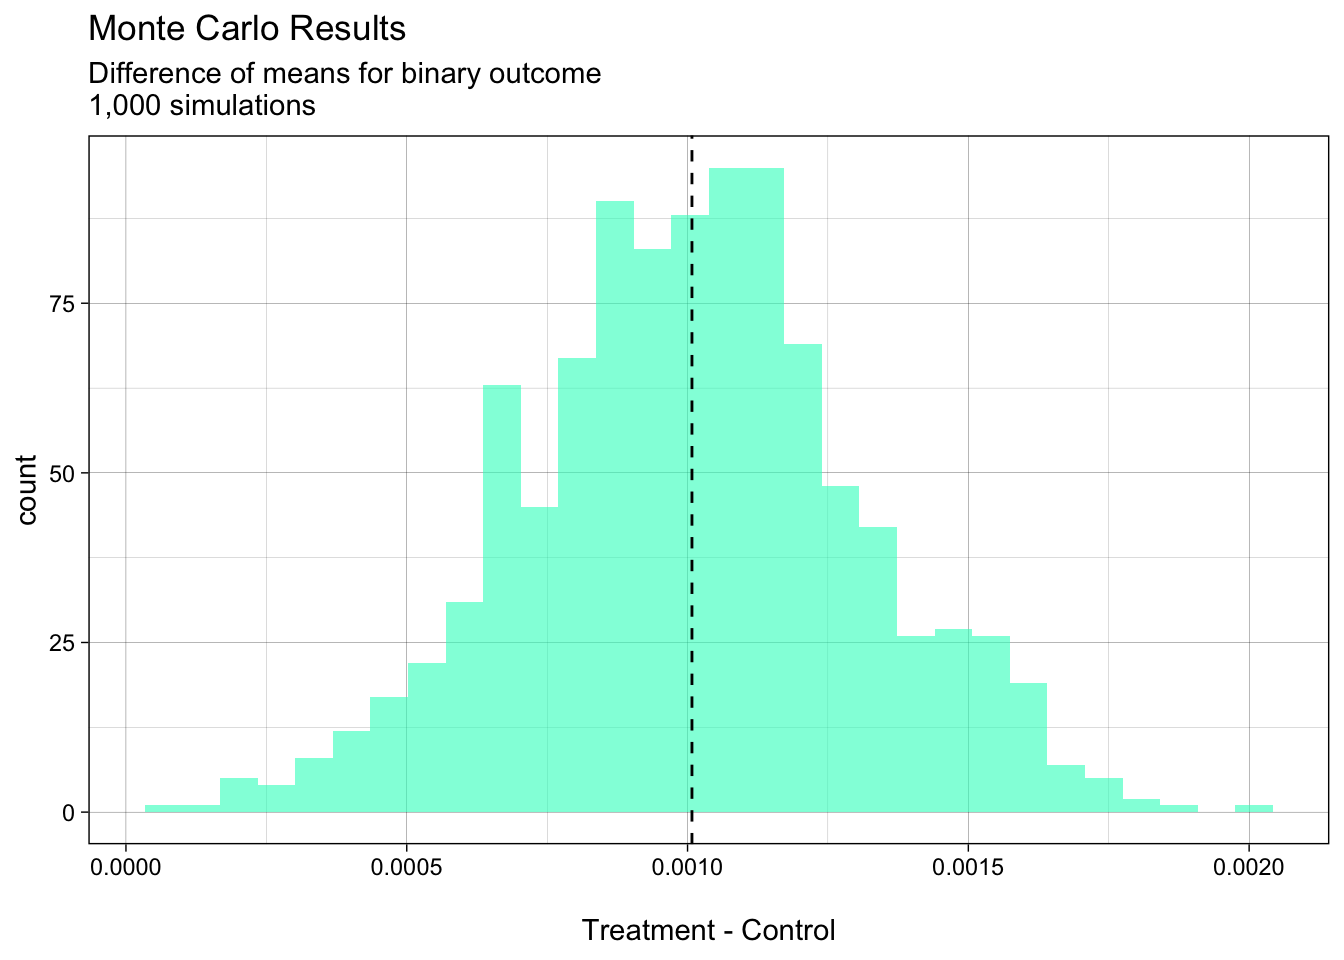 Monte Carlo Results
Difference of means for binary outcome
1,000 simulations
count
75
50
25
0
0.0000
0.0005
0.0010
0.0015
0.0020
Treatment - Control